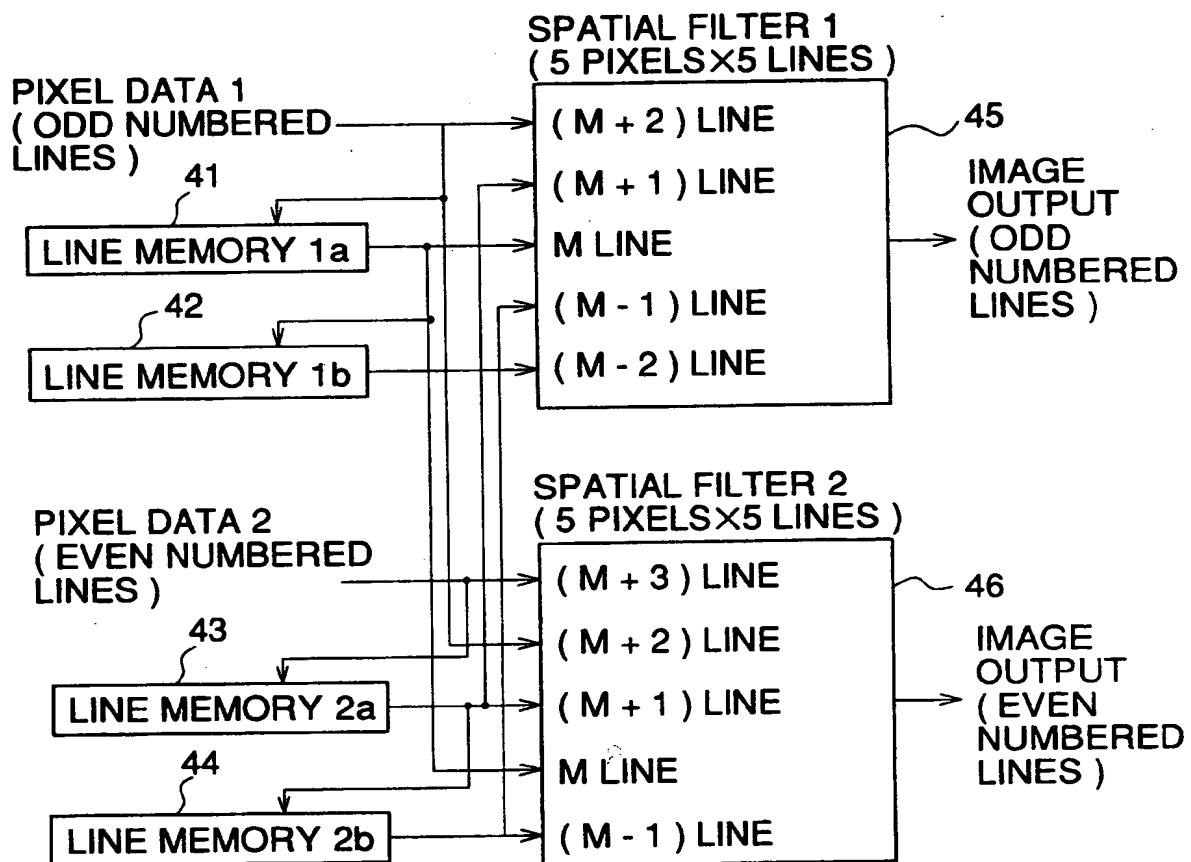 SPATIAL FILTER 1
( 5 PIXELS×5 LINES )
PIXEL DATA 1
( ODD NUMBERED
LINES )
41
LINE MEMORY 1a
42
LINE MEMORY 1b
( M + 2 ) LINE
( M + 1 ) LINE
M LINE
( M - 1 ) LINE
( M - 2 ) LINE
45
IMAGE
OUTPUT
( ODD
NUMBERED
LINES )
SPATIAL FILTER 2
( 5 PIXELS×5 LINES )
PIXEL DATA 2
( EVEN NUMBERED
LINES )
43
LINE MEMORY 2a
44
LINE MEMORY 2b
( M + 3 ) LINE
( M + 2 ) LINE
( M + 1 ) LINE
M LINE
( M - 1 ) LINE
46
IMAGE
OUTPUT
( EVEN
NUMBERED
LINES )